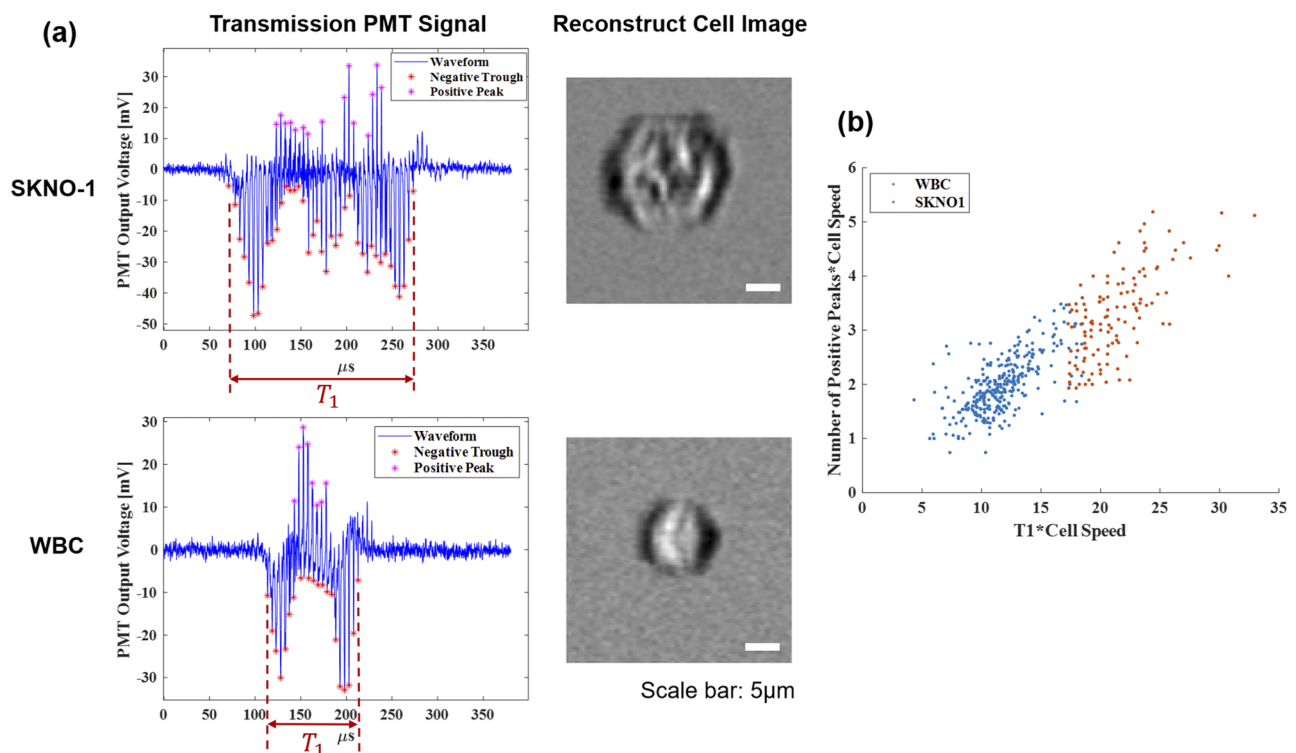 (a)
Transmission PMT Signal
Reconstruct Cell Image
SKNO-1
PMT Output Voltage [mV]
30
20
10
0
-10
-20
-30
-40
-50
Waveform
Negative Trough
Positive Peak
0 50 100 150 200 250 300 350
μs
T1
WBC
PMT Output Voltage [mV]
30
20
10
0
-10
-20
-30
Waveform
Negative Trough
Positive Peak
0 50 100 150 200 250 300 350
μs
T1
Scale bar: 5μm
(b)
Number of Positive Peaks*Cell Speed
6
5
4
3
2
1
0
WBC
SKNO1
0 5 10 15 20 25 30 35
T1*Cell Speed